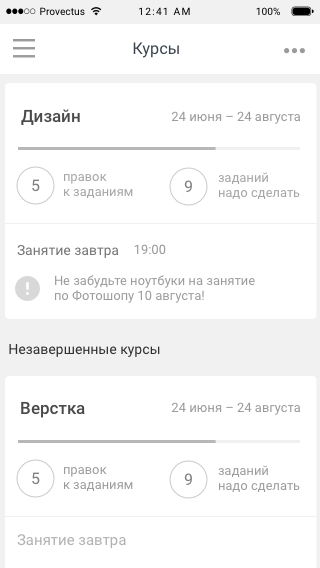 Provectus 12:41 AM 100%
Курсы
Дизайн 24 июня – 24 августа
5 правок 9 заданий
к заданиям надо сделать
Занятие завтра 19:00
! Не забудьте ноутбуки на занятие
по Фотошопу 10 августа!
Незавершенные курсы
Верстка 24 июня – 24 августа
5 правок 9 заданий
к заданиям надо сделать
Занятие завтра